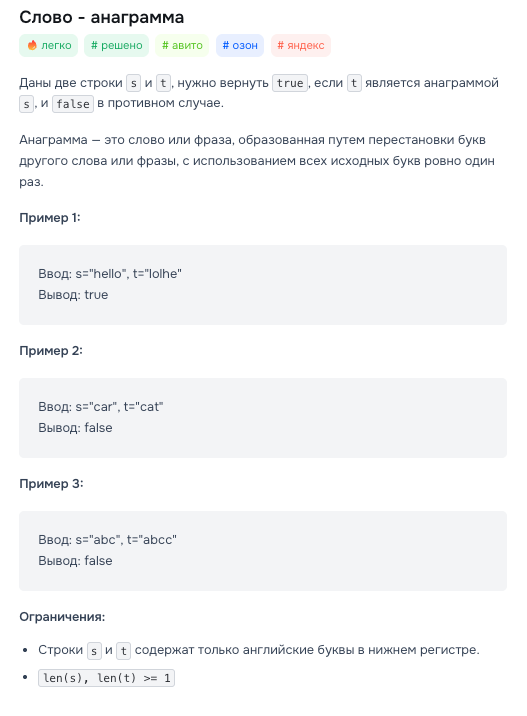 Слово - анаграмма
🔥 легко # решено # авито # озон # яндекс
Даны две строки s и t, нужно вернуть true, если t является анаграммой
s, и false в противном случае.
Анаграмма — это слово или фраза, образованная путем перестановки букв
другого слова или фразы, с использованием всех исходных букв ровно один
раз.
Пример 1:
Ввод: s="hello", t="lolhe"
Вывод: true
Пример 2:
Ввод: s="car", t="cat"
Вывод: false
Пример 3:
Ввод: s="abc", t="abcc"
Вывод: false
Ограничения:
• Строки s и t содержат только английские буквы в нижнем регистре.
• len(s), len(t) >= 1